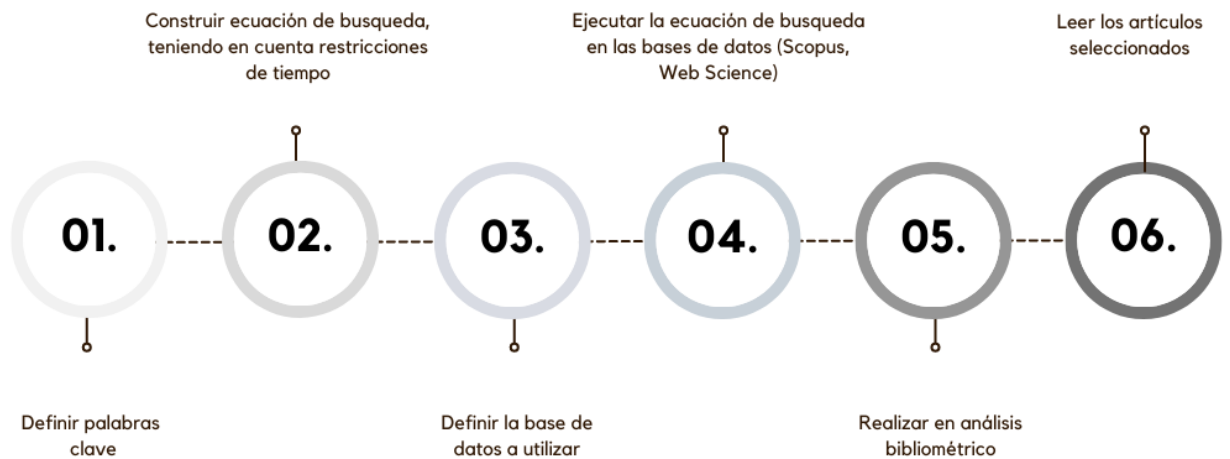 Construir ecuación de busqueda,
teniendo en cuenta restricciones
de tiempo
Ejecutar la ecuación de busqueda
en las bases de datos (Scopus,
Web Science)
Leer los artículos
seleccionados
01.
02.
03.
04.
05.
06.
Definir palabras
clave
Definir la base de
datos a utilizar
Realizar en análisis
bibliométrico